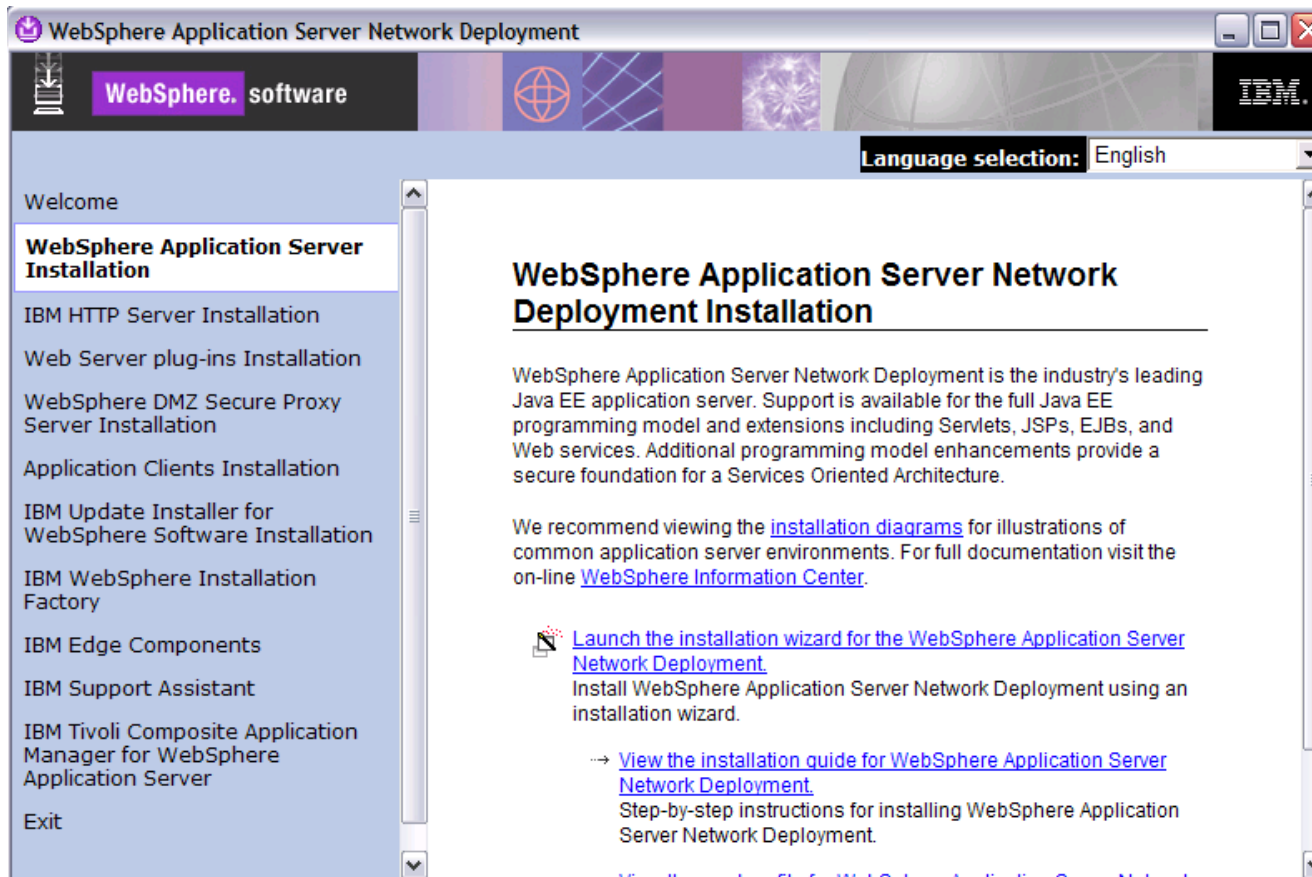 WebSphere Application Server Network Deployment
WebSphere. software
IBM.
Language selection: English
Welcome
WebSphere Application Server
Installation
IBM HTTP Server Installation
Web Server plug-ins Installation
WebSphere DMZ Secure Proxy
Server Installation
Application Clients Installation
IBM Update Installer for
WebSphere Software Installation
IBM WebSphere Installation
Factory
IBM Edge Components
IBM Support Assistant
IBM Tivoli Composite Application
Manager for WebSphere
Application Server
Exit
WebSphere Application Server Network
Deployment Installation
WebSphere Application Server Network Deployment is the industry's leading
Java EE application server. Support is available for the full Java EE
programming model and extensions including Servlets, JSPs, EJBs, and
Web services. Additional programming model enhancements provide a
secure foundation for a Services Oriented Architecture.
We recommend viewing the installation diagrams for illustrations of
common application server environments. For full documentation visit the
on-line WebSphere Information Center.
Launch the installation wizard for the WebSphere Application Server
Network Deployment.
Install WebSphere Application Server Network Deployment using an
installation wizard.
View the installation guide for WebSphere Application Server
Network Deployment.
Step-by-step instructions for installing WebSphere Application
Server Network Deployment.